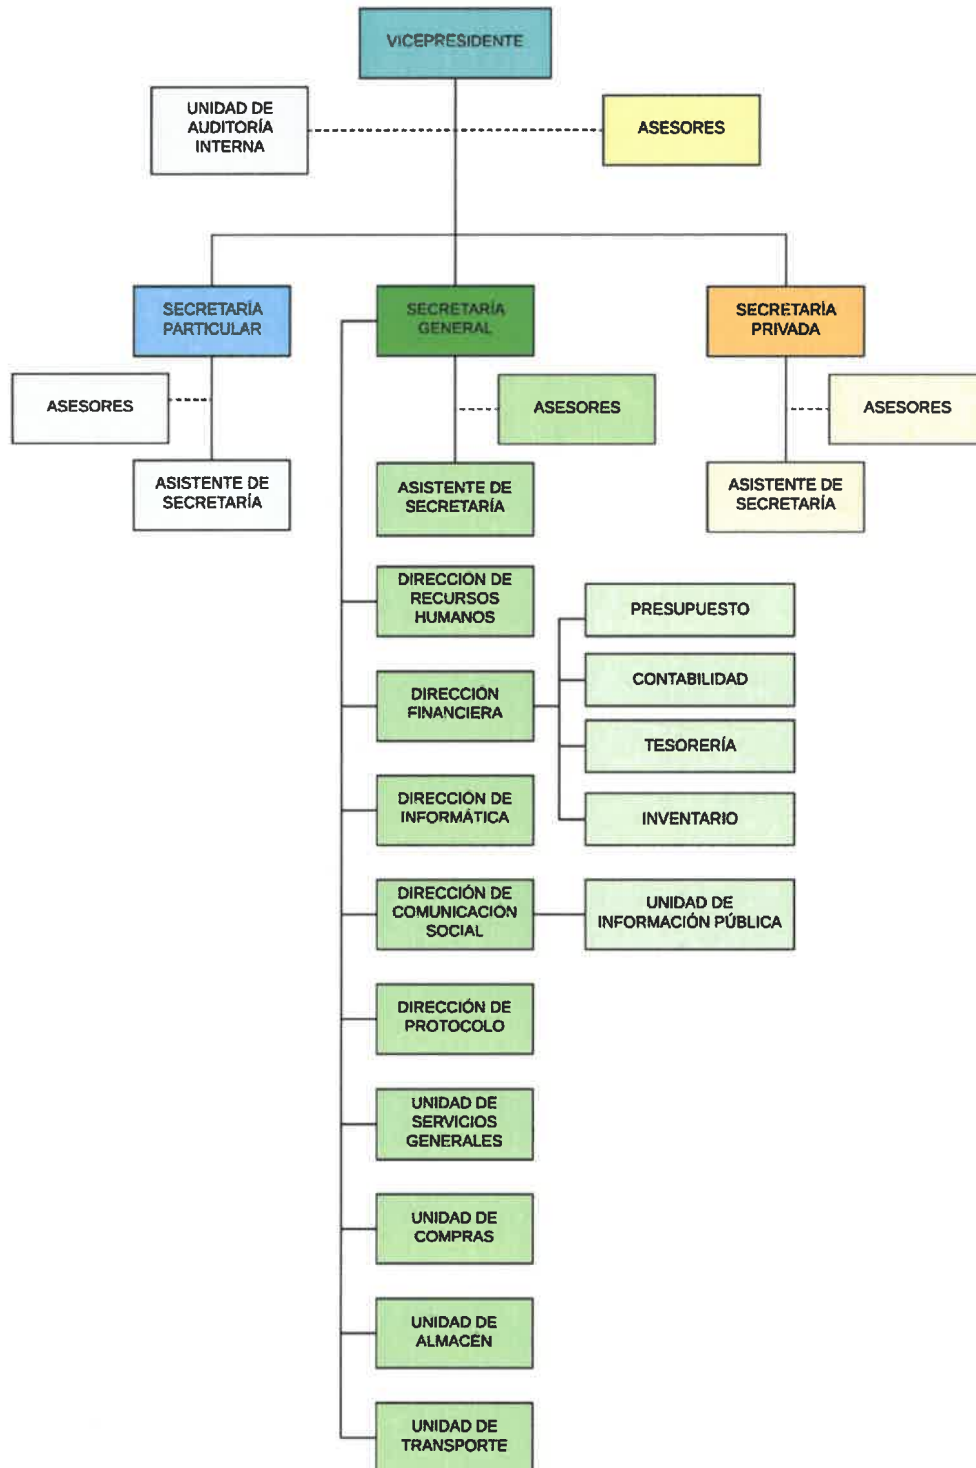 VICEPRESIDENTE
UNIDAD DE
AUDITORÍA
INTERNA
ASESORES
SECRETARÍA
PARTICULAR
SECRETARÍA
GENERAL
SECRETARÍA
PRIVADA
ASESORES
ASESORES
ASESORES
ASISTENTE DE
SECRETARÍA
ASISTENTE DE
SECRETARÍA
ASISTENTE DE
SECRETARÍA
DIRECCIÓN DE
RECURSOS
HUMANOS
PRESUPUESTO
CONTABILIDAD
DIRECCIÓN
FINANCIERA
TESORERÍA
DIRECCIÓN DE
INFORMÁTICA
INVENTARIO
DIRECCIÓN DE
COMUNICACION
SOCIAL
UNIDAD DE
INFORMACIÓN PÚBLICA
DIRECCIÓN DE
PROTOCOLO
UNIDAD DE
SERVICIOS
GENERALES
UNIDAD DE
COMPRAS
UNIDAD DE
ALMACÉN
UNIDAD DE
TRANSPORTE